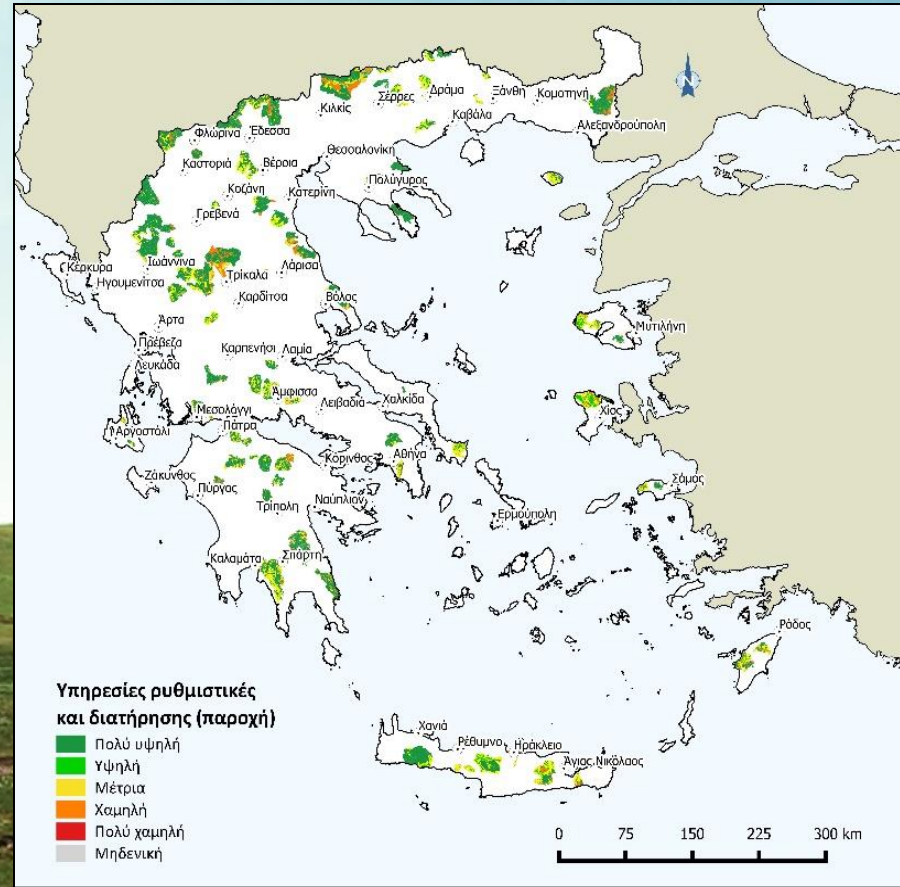 N
Κιλκίς
Σέρρες
Δράμα
Ξάνθη
Κομοτηνή
Καβάλα
Αλεξανδρούπολη
Φλώρινα
Έδεσσα
Θεσσαλονίκη
Καστοριά
Βέροια
Πολύγυρος
Κοζάνη
Κατερίνη
Γρεβενά
Κέρκυρα
Ιωάννινα
Λάρισα
Ηγουμενίτσα
Τρίκαλα
Καρδίτσα
Βόλος
Άρτα
Μυτιλήνη
Πρέβεζα
Καρπενήσι
Λαμία
Λευκάδα
Άμφισσα
Λειβαδιά
Χαλκίδα
Μεσολόγγι
Χίος
Αργοστόλι
Πάτρα
Αθήνα
Κόρινθος
Ζάκυνθος
Σάμος
Πύργος
Ναύπλιον
Τρίπολη
Ερμούπολη
Καλαμάτα
Σπάρτη
Ρόδος
Υπηρεσίες ρυθμιστικές
και διατήρησης (παροχή)
Πολύ υψηλή
Υψηλή
Μέτρια
Χαμηλή
Πολύ χαμηλή
Μηδενική
Χανιά
Ρέθυμνο
Ηράκλειο
Άγιος Νικόλαος
0 75 150 225 300 km